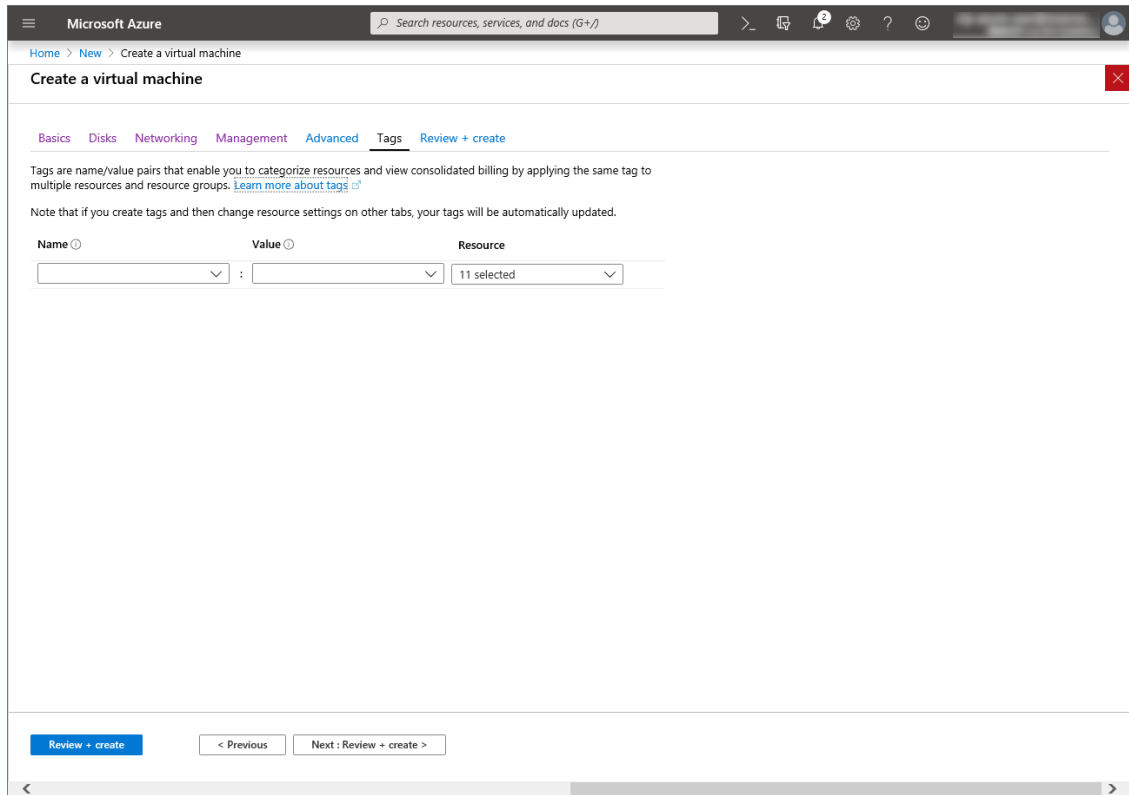 Microsoft Azure
Search resources, services, and docs (G+/)
2
Home > New > Create a virtual machine
Create a virtual machine
Basics Disks Networking Management Advanced Tags Review + create
Tags are name/value pairs that enable you to categorize resources and view consolidated billing by applying the same tag to
multiple resources and resource groups. Learn more about tags
Note that if you create tags and then change resource settings on other tabs, your tags will be automatically updated.
Name Value Resource
: 11 selected
Review + create < Previous Next : Review + create >